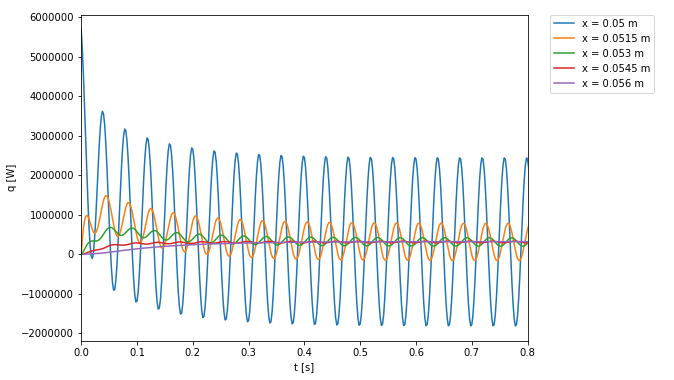 6000000
5000000
4000000
3000000
2000000
1000000
0
−1000000
−2000000
q [W]
0.0 0.1 0.2 0.3 0.4 0.5 0.6 0.7 0.8
t [s]
x = 0.05 m
x = 0.0515 m
x = 0.053 m
x = 0.0545 m
x = 0.056 m